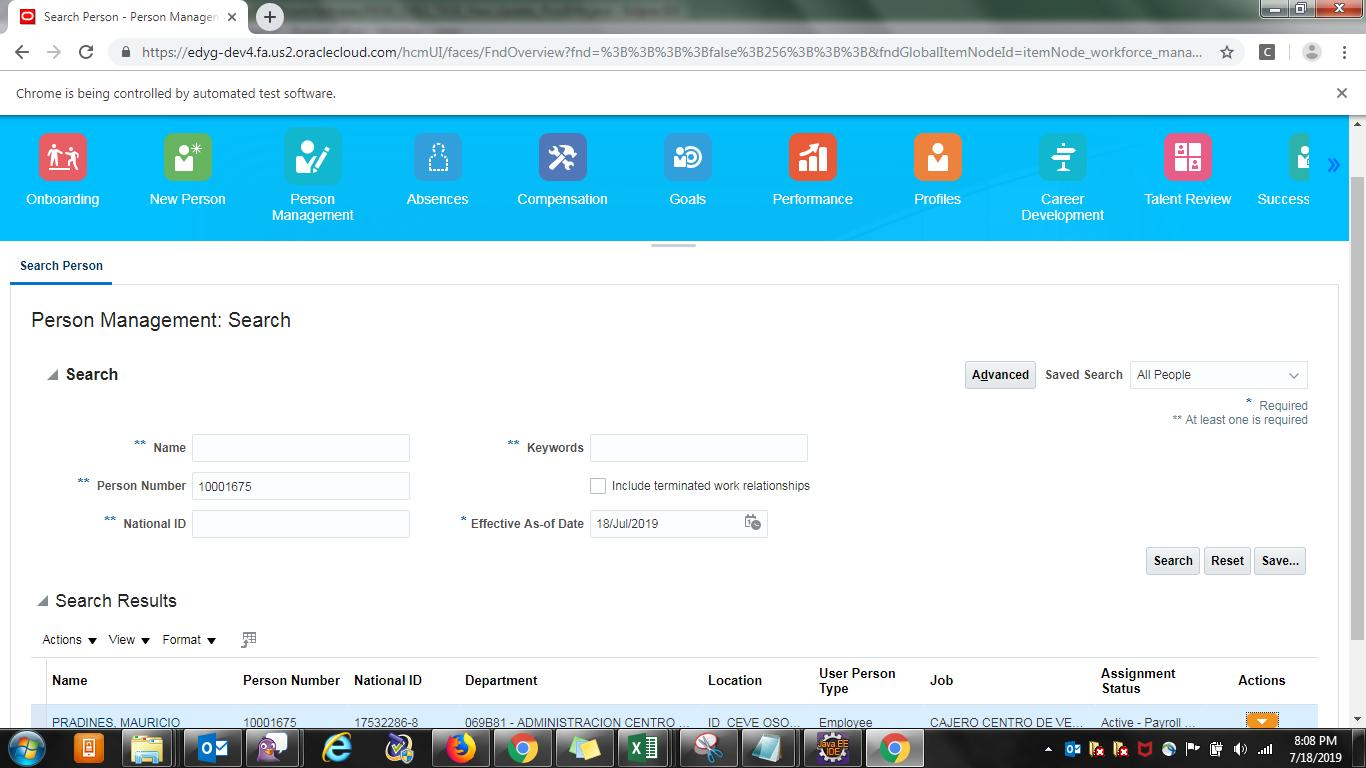 Search Person - Person Managen
https://edyg-dev4.fa.us2.oraclecloud.com/hcmUI/faces/FndOverview?fnd=%3B%3B%3B%3Bfalse%3B256%3B%3B%3B&fndGlobalItemNodeId=itemNode_workforce_mana...
Chrome is being controlled by automated test software.
Onboarding
New Person
Person
Management
Absences
Compensation
Goals
Performance
Profiles
Career
Development
Talent Review
Success
Search Person
Person Management: Search
Search
Advanced Saved Search All People
* Required
** At least one is required
** Name
** Keywords
** Person Number 10001675
Include terminated work relationships
** National ID
* Effective As-of Date 18/Jul/2019
Search Reset Save...
Search Results
Actions View Format
Name Person Number National ID Department Location User Person Type Job Assignment Status Actions
PRADINES, MAURICIO 10001675 17532286-8 069B81 - ADMINISTRACION CENTRO ... ID_CEVE OSO... Employee CAJERO CENTRO DE VE... Active - Payroll ...
Java EE
IDE
8:08 PM
7/18/2019